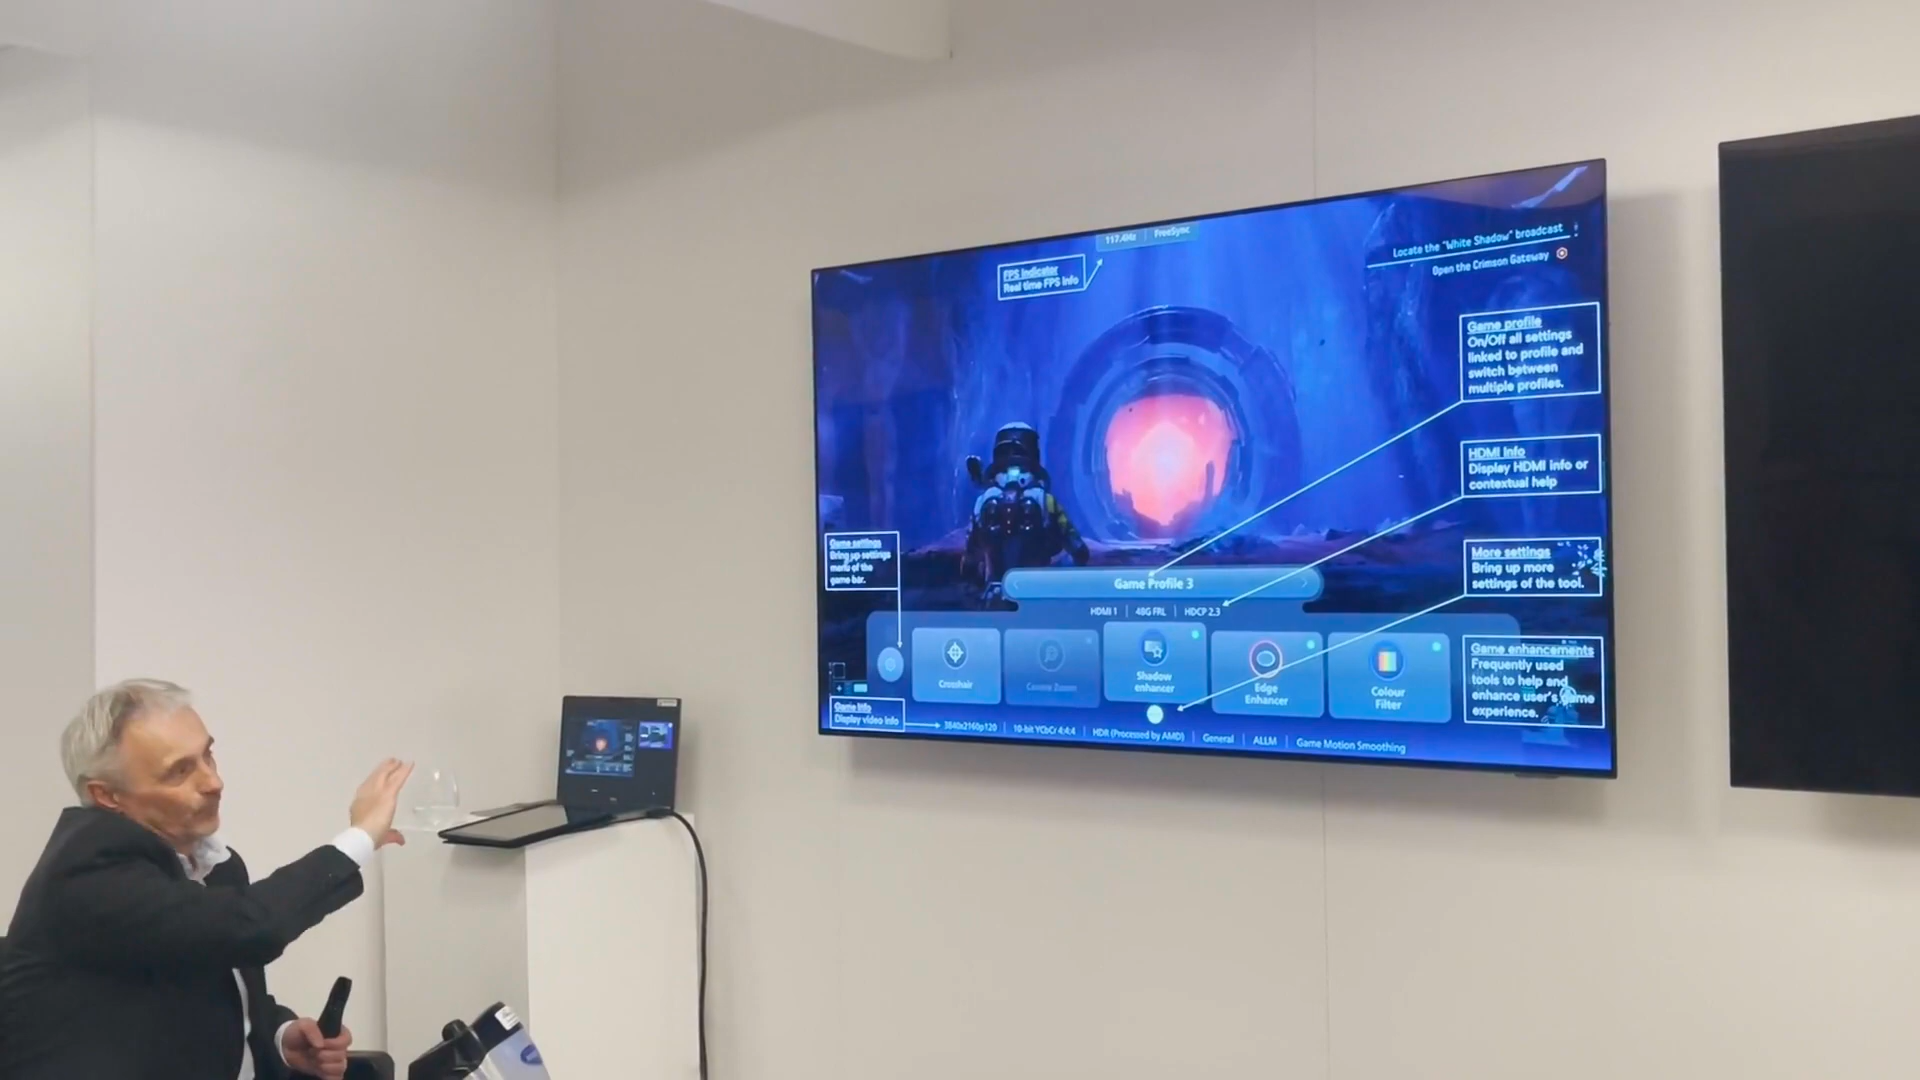 117.4Hz | FreeSync
FPS Indicator
Real time FPS info
Locate the "White Shadow" broadcast
Open the Crimson Gateway
Game profile
On/Off all settings
linked to profile and
switch between
multiple profiles.
HDMI Info
Display HDMI info or
contextual help
Game settings
Bring up settings
menu of the
game bar.
More settings
Bring up more
settings of the tool.
Game Profile 3
HDMI 1 | 48G FRL | HDCP 2.3
Crosshair
Zoom
Shadow
enhancer
Edge
Enhancer
Colour
Filter
Game enhancements
Frequently used
tools to help and
enhance user's game
experience.
Game Info
Display video info
3840x2160p120 | 10-bit YCbCr 4:4:4 | HDR (Processed by AMD) | General | ALLM | Game Motion Smoothing